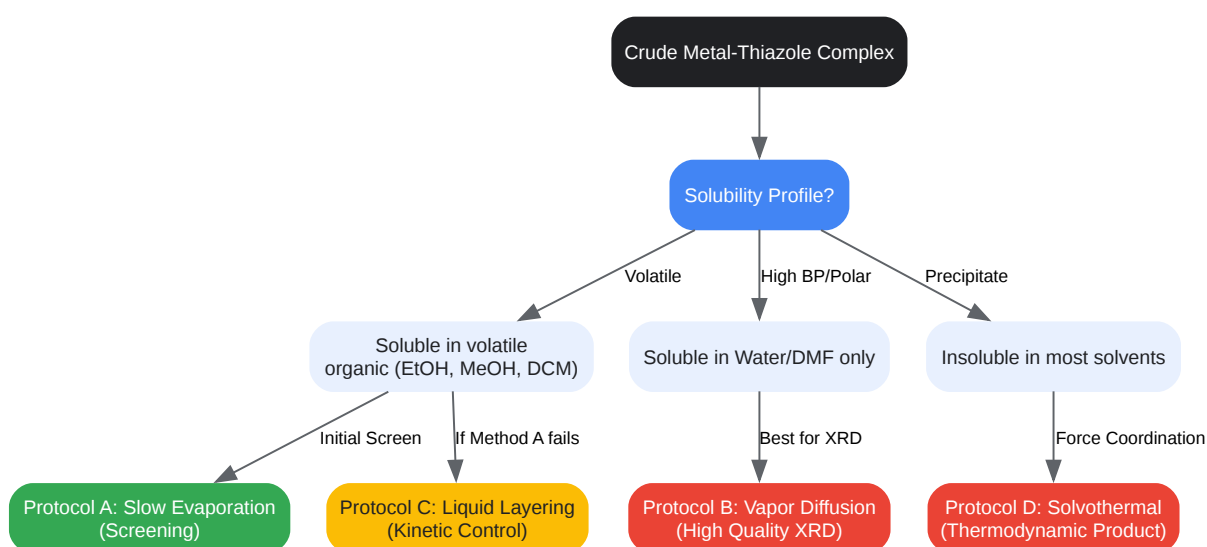 Crude Metal-Thiazole Complex
Solubility Profile?
Volatile
High BP/Polar
Precipitate
Soluble in volatile
organic (EtOH, MeOH, DCM)
Soluble in Water/DMF only
Insoluble in most solvents
Initial Screen
If Method A fails
Best for XRD
Force Coordination
Protocol A: Slow Evaporation
(Screening)
Protocol C: Liquid Layering
(Kinetic Control)
Protocol B: Vapor Diffusion
(High Quality XRD)
Protocol D: Solvothermal
(Thermodynamic Product)